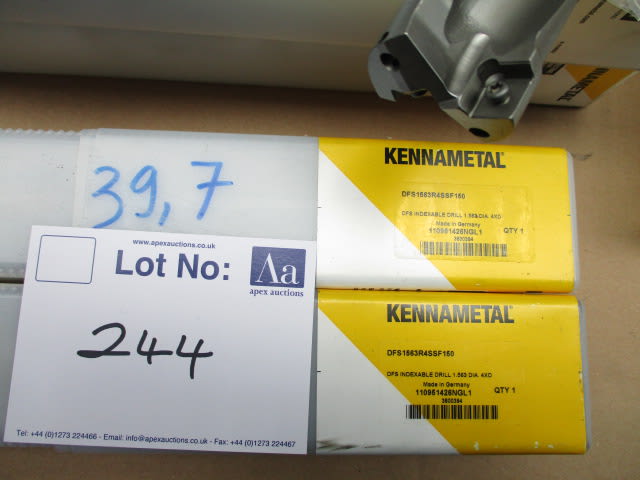 KENNAMETAL
39,7
KENNAMETAL
DFS1563R4SSF150
DFS INDEXABLE DRILL 1.563 DIA. 4XD
Made in Germany
110951426NGL1 QTY 1
3600364
www.apexauctions.co.uk
Lot No:
Aa
apex auctions
244
Tel: +44 (0)1273 224466 - Email: info@apexauctions.co.uk - Fax: +44 (0)1273 224467
KENNAMETAL
DFS1563R4SSF150
DFS INDEXABLE DRILL 1.563 DIA. 4XD
Made in Germany
110951426NGL1 QTY 1
3600364